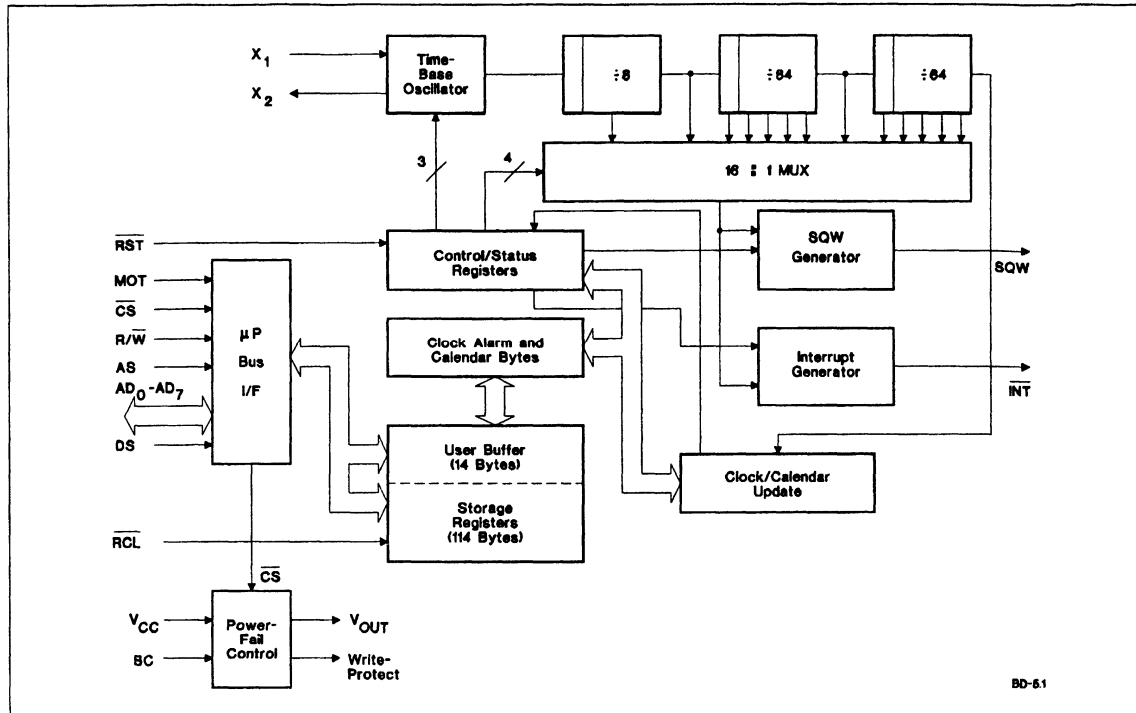 X1
X2
Time-
Base
Oscillator
÷8
÷64
÷64
3
4
16 : 1 MUX
RST
MOT
CS
R/W
AS
AD0-AD7
DS
μP
Bus
I/F
Control/Status
Registers
SQW
Generator
SQW
Clock Alarm and
Calendar Bytes
Interrupt
Generator
INT
User Buffer
(14 Bytes)
Storage
Registers
(114 Bytes)
Clock/Calendar
Update
RCL
CS
VCC
BC
Power-
Fail
Control
VOUT
Write-
Protect
BD-5.1